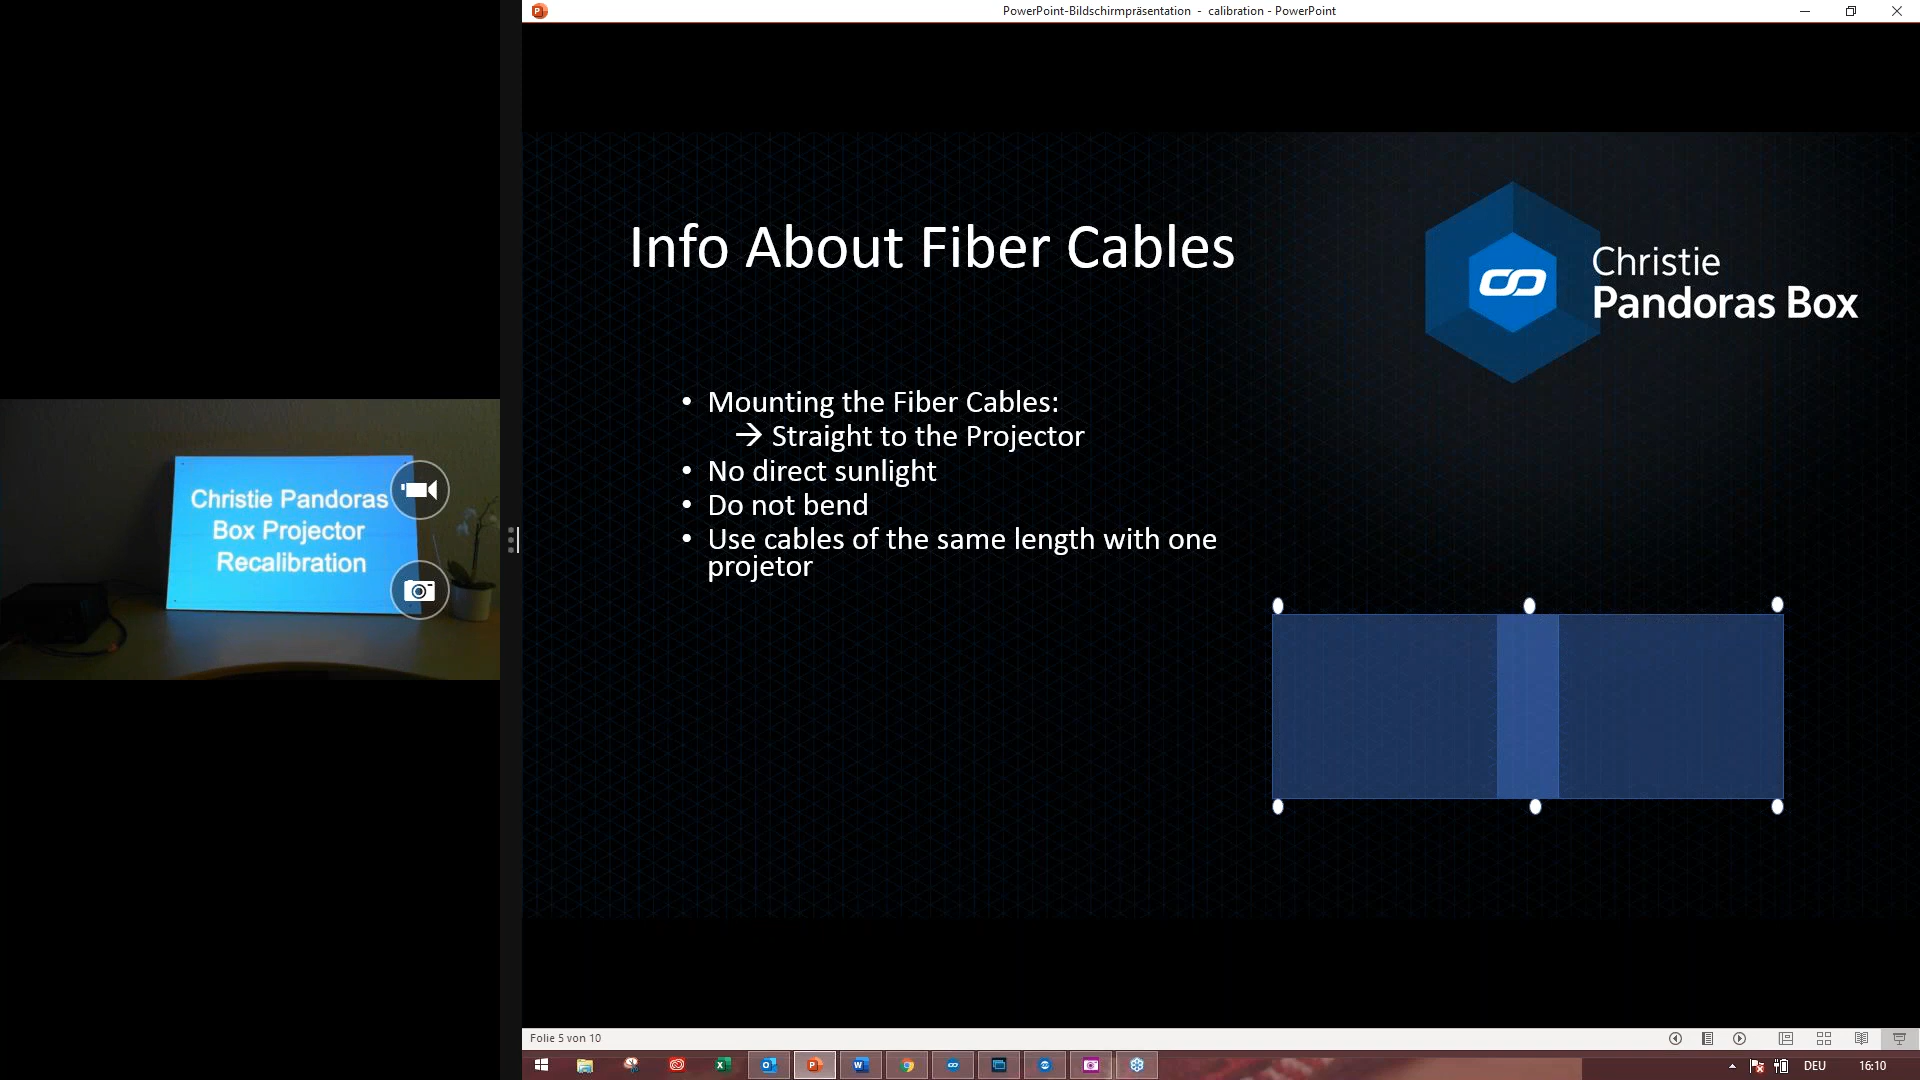 PowerPoint-Bildschirmpräsentation - calibration - PowerPoint
Info About Fiber Cables
Christie
Pandoras Box
• Mounting the Fiber Cables:
→ Straight to the Projector
• No direct sunlight
• Do not bend
• Use cables of the same length with one
projetor
Christie Pandoras
Box Projector
Recalibration
Folie 5 von 10
DEU
16:10